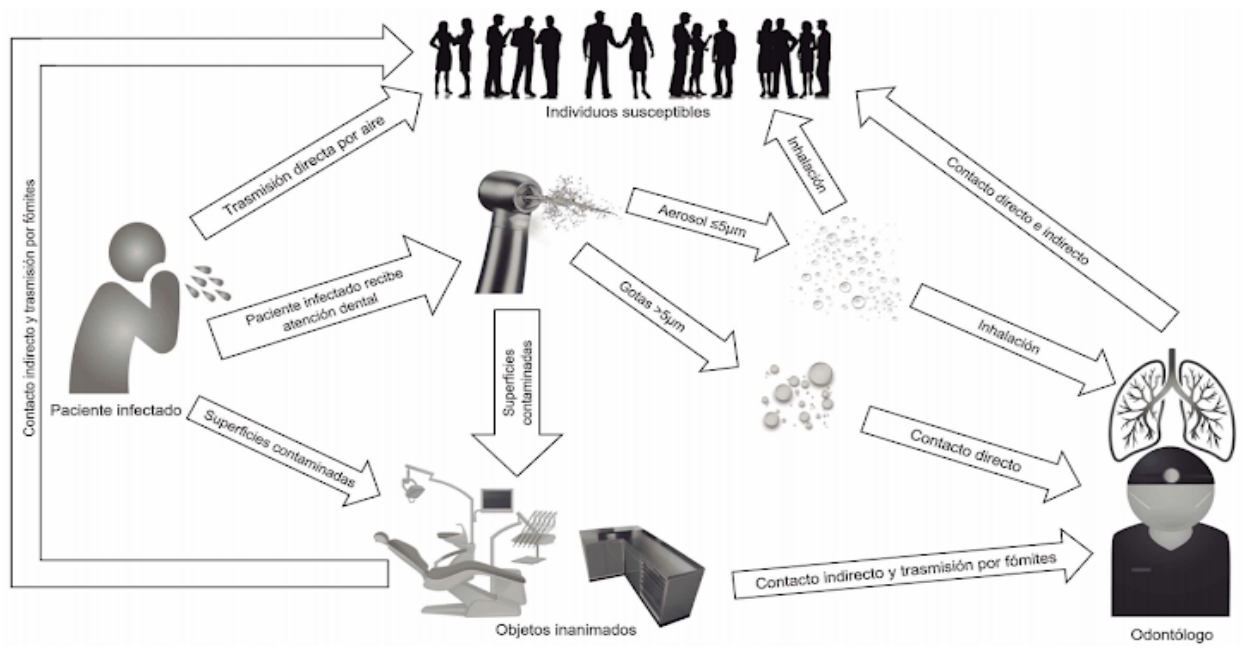 Individuos susceptibles
Trasmisión directa por aire
Inhalación
Contacto directo e indirecto
Contacto indirecto y trasmisión por fómites
Aerosol ≤5µm
Paciente infectado recibe
atención dental
Gotas >5µm
Inhalación
Superficies
contaminadas
Paciente infectado
Superficies contaminadas
Contacto directo
Contacto indirecto y trasmisión por fómites
Objetos inanimados
Odontólogo